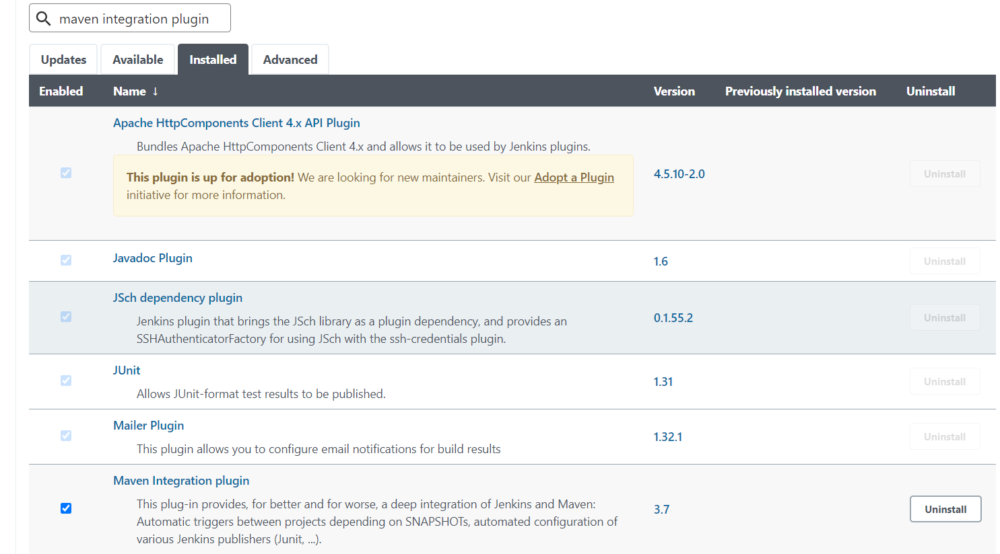 maven integration plugin
Updates
Available
Installed
Advanced
Enabled
Name ↓
Version
Previously installed version
Uninstall
Apache HttpComponents Client 4.x API Plugin
Bundles Apache HttpComponents Client 4.x and allows it to be used by Jenkins plugins.
This plugin is up for adoption! We are looking for new maintainers. Visit our Adopt a Plugin
initiative for more information.
4.5.10-2.0
Uninstall
Javadoc Plugin
1.6
Uninstall
JSch dependency plugin
Jenkins plugin that brings the JSch library as a plugin dependency, and provides an
SSHAuthenticatorFactory for using JSch with the ssh-credentials plugin.
0.1.55.2
Uninstall
JUnit
Allows JUnit-format test results to be published.
1.31
Uninstall
Mailer Plugin
This plugin allows you to configure email notifications for build results
1.32.1
Uninstall
Maven Integration plugin
This plug-in provides, for better and for worse, a deep integration of Jenkins and Maven:
Automatic triggers between projects depending on SNAPSHOTs, automated configuration of
various Jenkins publishers (Junit, ...).
3.7
Uninstall